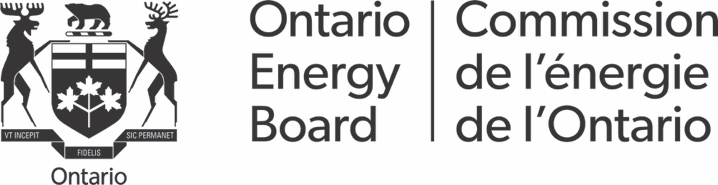 VT INCEPIT
FIDELIS
SIC PERMANET
Ontario
Ontario
Energy
Board
Commission
de l'énergie
de l'Ontario